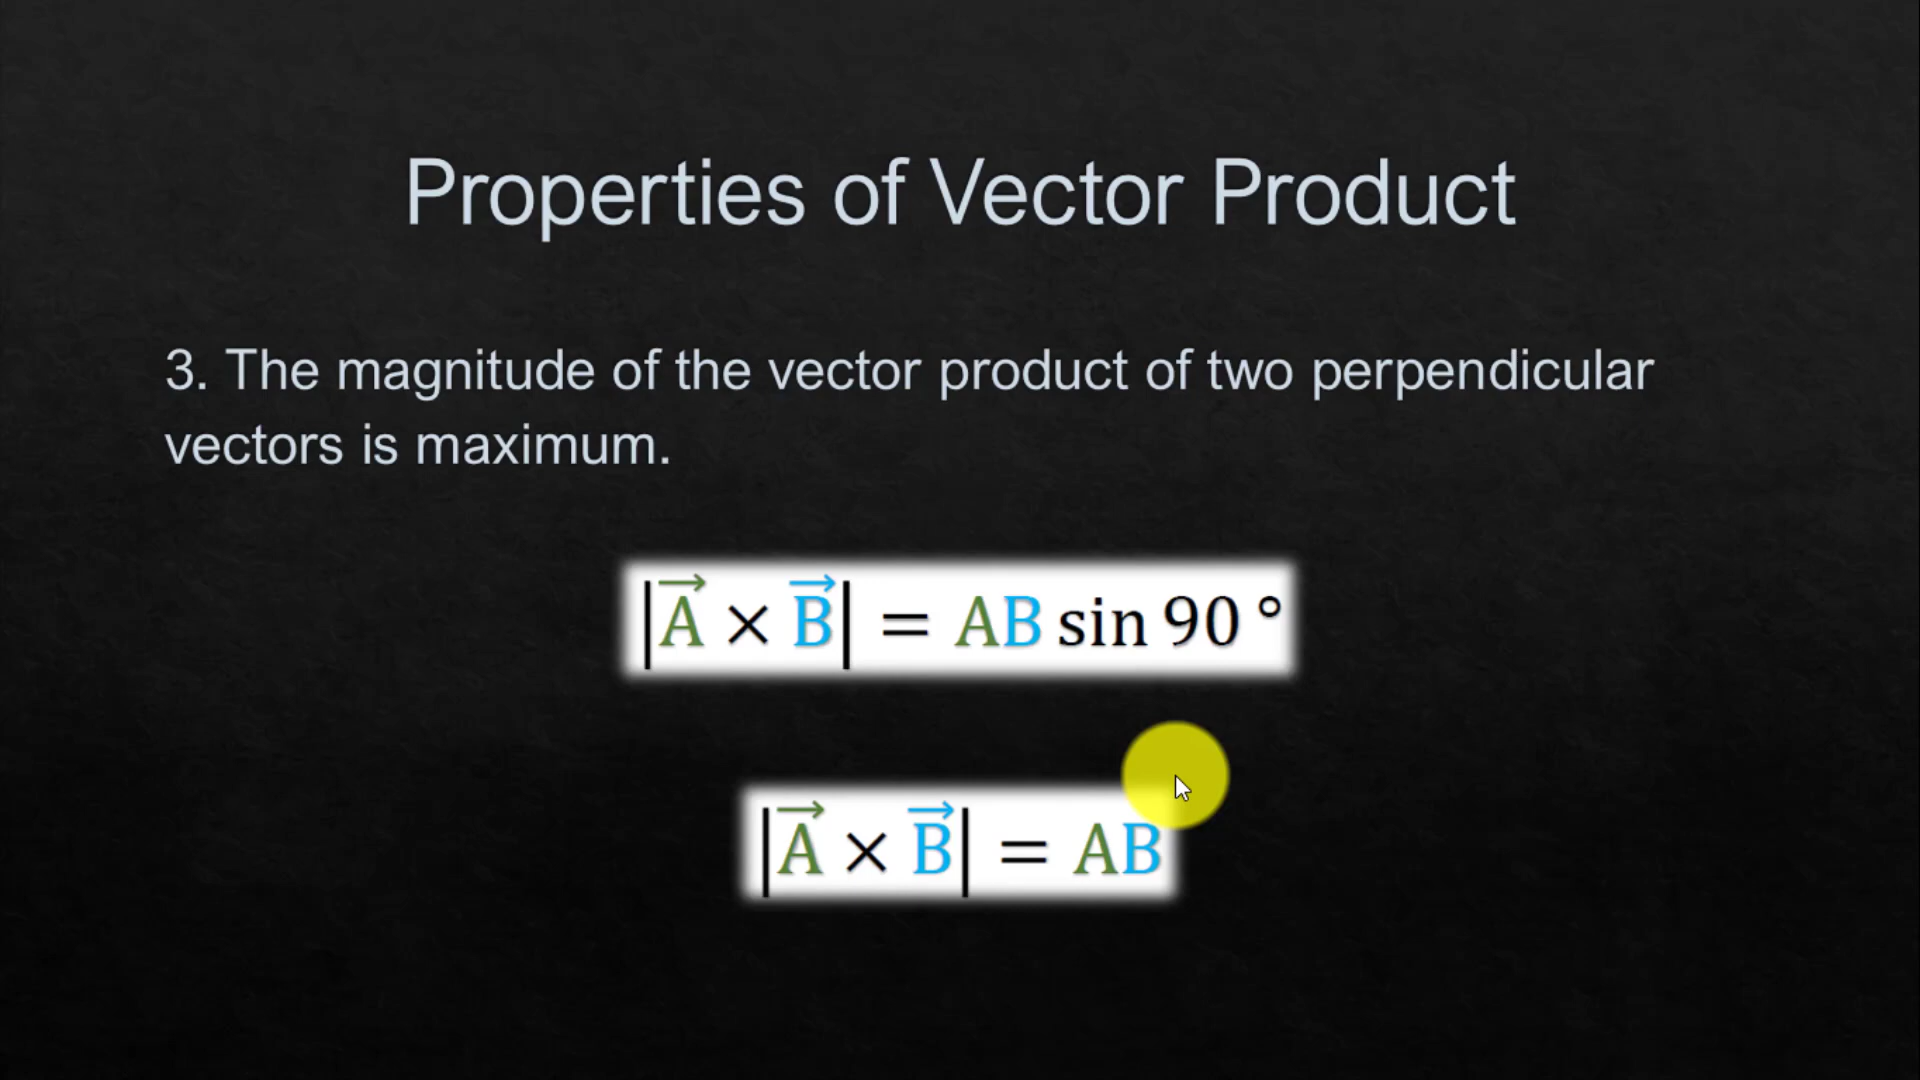 Properties of Vector Product
3. The magnitude of the vector product of two perpendicular
vectors is maximum.
|A⃗ × B⃗| = AB sin 90 °
|A⃗ × B⃗| = AB